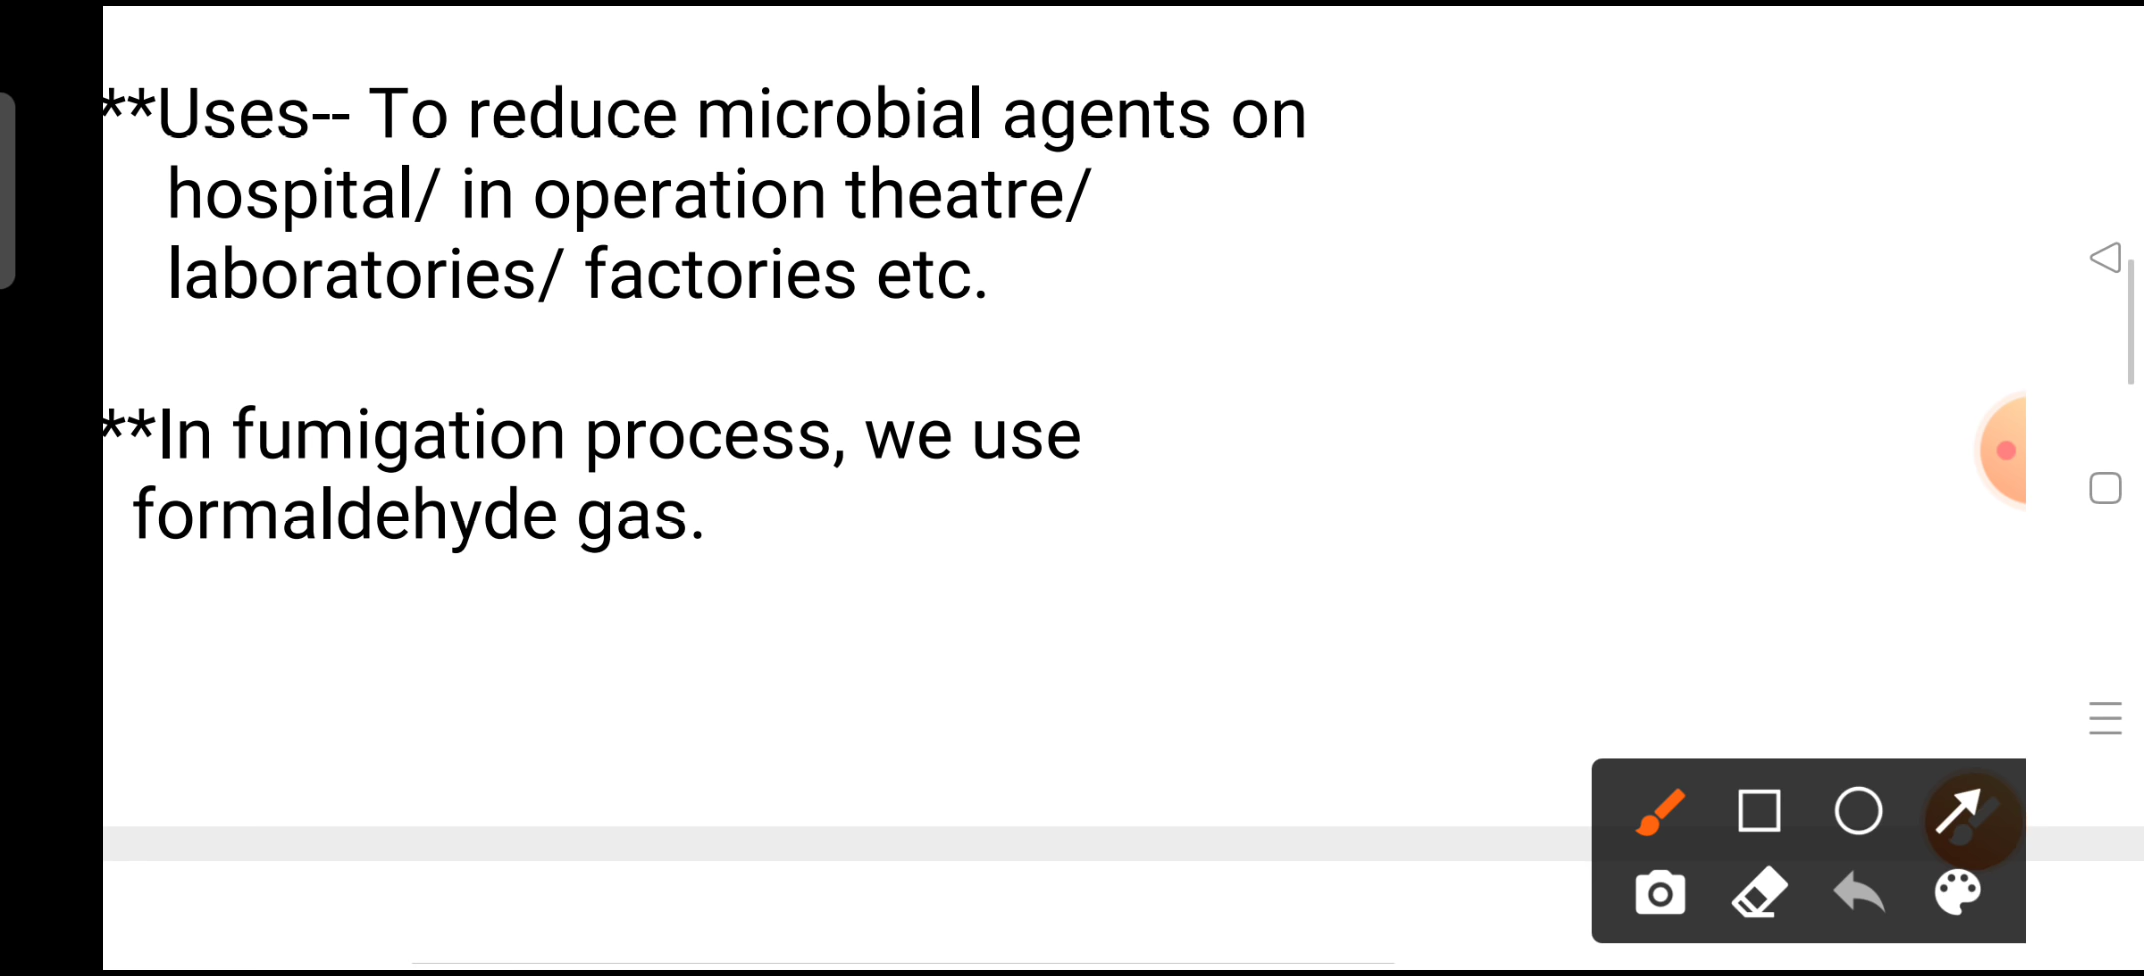 **Uses-- To reduce microbial agents on
hospital/ in operation theatre/
laboratories/ factories etc.
**In fumigation process, we use
formaldehyde gas.